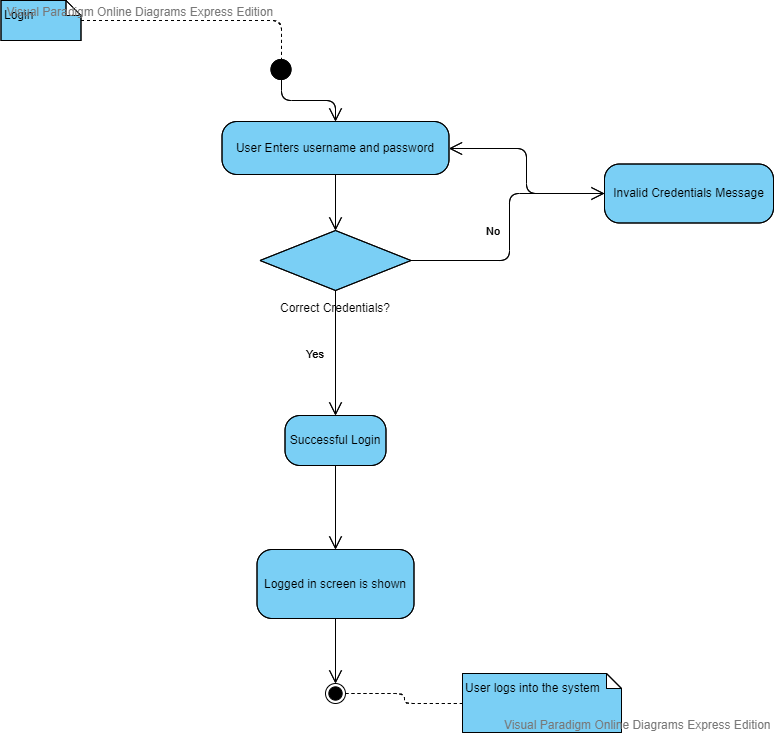 Login
Visual Paradigm Online Diagrams Express Edition
User Enters username and password
Invalid Credentials Message
No
Correct Credentials?
Yes
Successful Login
Logged in screen is shown
User logs into the system
Visual Paradigm Online Diagrams Express Edition